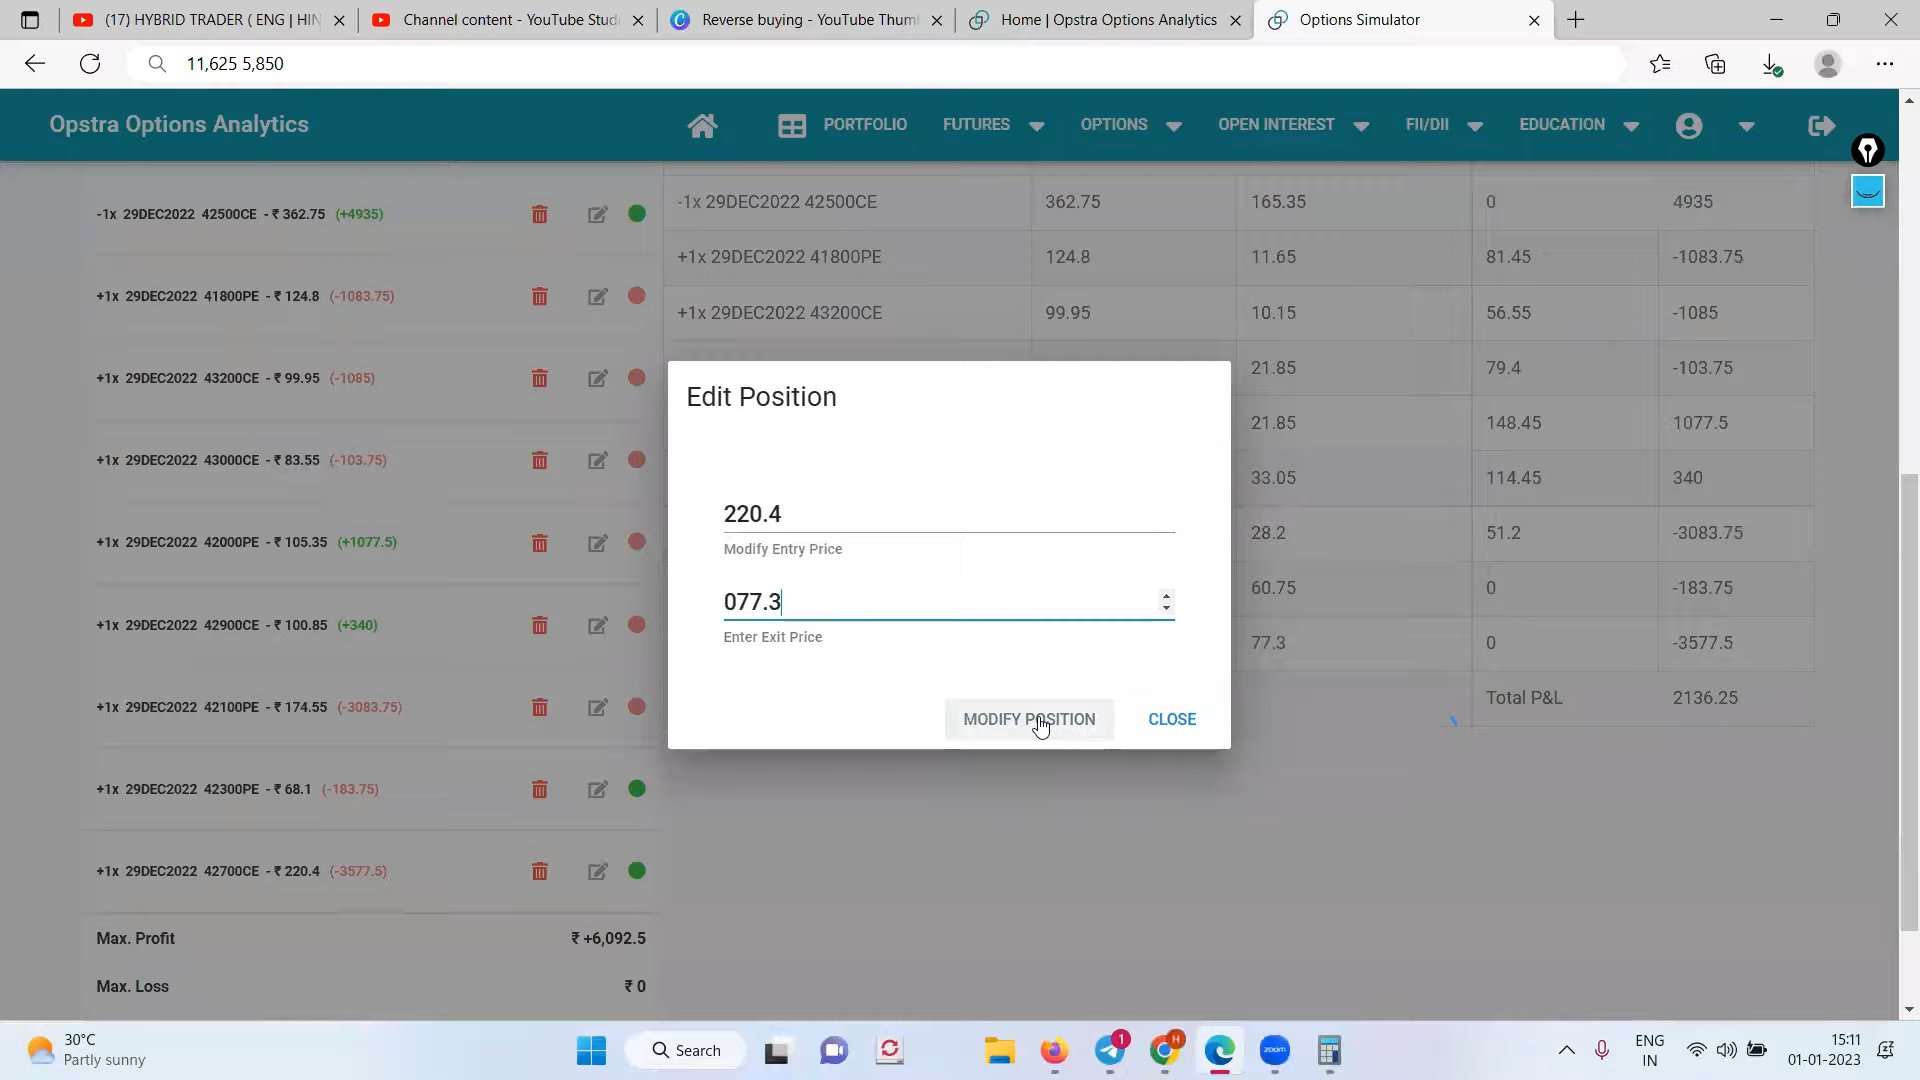 (17) HYBRID TRADER ( ENG | HIN
Channel content - YouTube Stud
Reverse buying - YouTube Thum
Home | Opstra Options Analytics
Options Simulator
11,625 5,850
Opstra Options Analytics
PORTFOLIO
FUTURES
OPTIONS
OPEN INTEREST
FII/DII
EDUCATION
-1x 29DEC2022 42500CE - ₹ 362.75 (+4935)
+1x 29DEC2022 41800PE - ₹ 124.8 (-1083.75)
+1x 29DEC2022 43200CE - ₹ 99.95 (-1085)
+1x 29DEC2022 43000CE - ₹ 83.55 (-103.75)
+1x 29DEC2022 42000PE - ₹ 105.35 (+1077.5)
+1x 29DEC2022 42900CE - ₹ 100.85 (+340)
+1x 29DEC2022 42100PE - ₹ 174.55 (-3083.75)
+1x 29DEC2022 42300PE - ₹ 68.1 (-183.75)
+1x 29DEC2022 42700CE - ₹ 220.4 (-3577.5)
Max. Profit ₹ +6,092.5
Max. Loss ₹ 0
-1x 29DEC2022 42500CE 362.75 165.35 0 4935
+1x 29DEC2022 41800PE 124.8 11.65 81.45 -1083.75
+1x 29DEC2022 43200CE 99.95 10.15 56.55 -1085
21.85 79.4 -103.75
21.85 148.45 1077.5
33.05 114.45 340
28.2 51.2 -3083.75
60.75 0 -183.75
77.3 0 -3577.5
Total P&L 2136.25
Edit Position
220.4
Modify Entry Price
077.3
Enter Exit Price
MODIFY POSITION
CLOSE
30°C
Partly sunny
Search
1
H
zoom
ENG
IN
15:11
01-01-2023